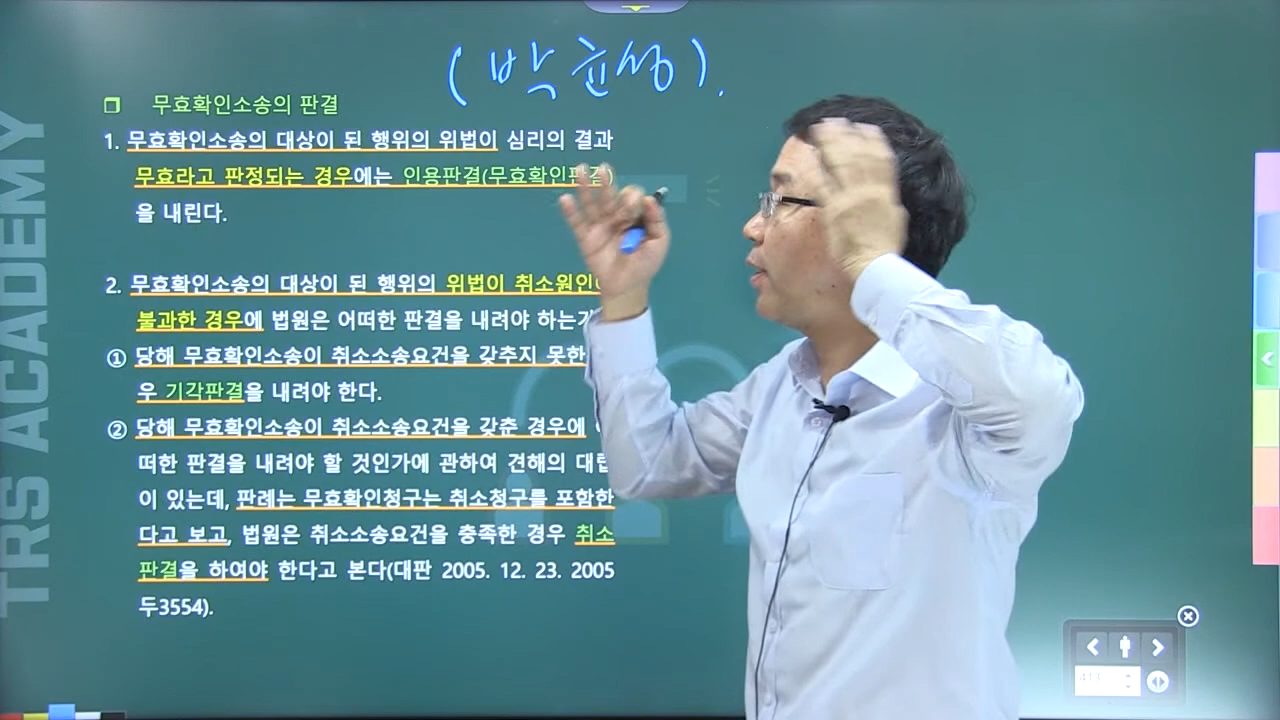 (박윤성).
❒ 무효확인소송의 판결
1. 무효확인소송의 대상이 된 행위의 위법이 심리의 결과
무효라고 판정되는 경우에는 인용판결(무효확인판결)
을 내린다.
2. 무효확인소송의 대상이 된 행위의 위법이 취소원인에
불과한 경우에 법원은 어떠한 판결을 내려야 하는가
① 당해 무효확인소송이 취소소송요건을 갖추지 못한
우 기각판결을 내려야 한다.
② 당해 무효확인소송이 취소소송요건을 갖춘 경우에
떠한 판결을 내려야 할 것인가에 관하여 견해의 대립
이 있는데, 판례는 무효확인청구는 취소청구를 포함한
다고 보고, 법원은 취소소송요건을 충족한 경우 취소
판결을 하여야 한다고 본다(대판 2005. 12. 23. 2005
두3554).
TRS ACADEMY